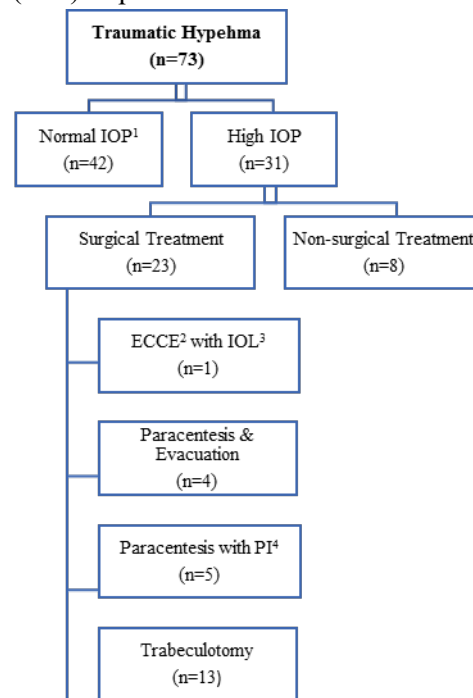 Traumatic Hypehma
(n=73)
Normal IOP¹
(n=42)
High IOP
(n=31)
Surgical Treatment
(n=23)
Non-surgical Treatment
(n=8)
ECCE² with IOL³
(n=1)
Paracentesis &
Evacuation
(n=4)
Paracentesis with PI⁴
(n=5)
Trabeculotomy
(n=13)